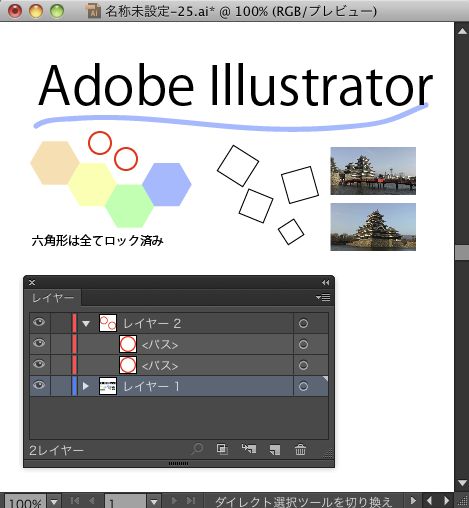 名称未設定-25.ai* @ 100% (RGB/プレビュー)
Adobe Illustrator
六角形は全てロック済み
レイヤー
レイヤー 2
<パス>
<パス>
レイヤー 1
2レイヤー
100%
1
ダイレクト選択ツールを切り換え